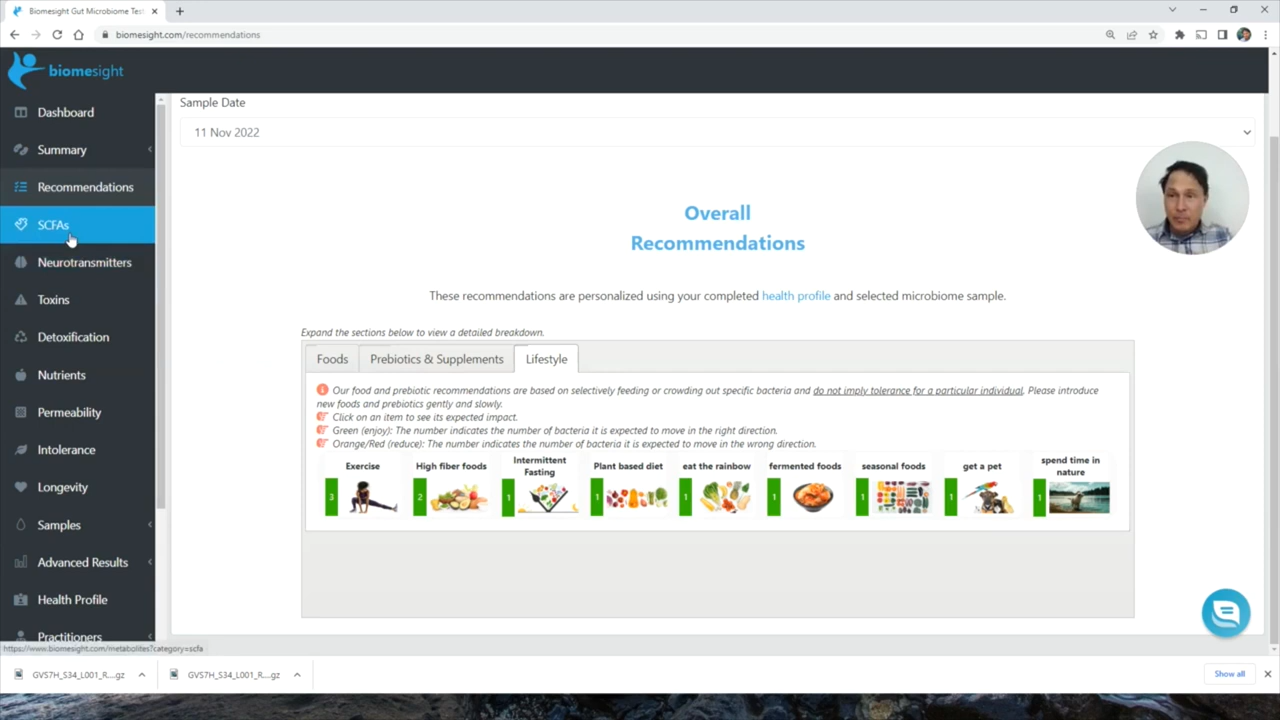 Biomesight Gut Microbiome Tes
biomesight.com/recommendations
biomesight
Dashboard
Summary
Recommendations
SCFAs
Neurotransmitters
Toxins
Detoxification
Nutrients
Permeability
Intolerance
Longevity
Samples
Advanced Results
Health Profile
Practitioners
Sample Date
11 Nov 2022
Overall
Recommendations
These recommendations are personalized using your completed health profile and selected microbiome sample.
Expand the sections below to view a detailed breakdown.
Foods Prebiotics & Supplements Lifestyle
Our food and prebiotic recommendations are based on selectively feeding or crowding out specific bacteria and do not imply tolerance for a particular individual. Please introduce
new foods and prebiotics gently and slowly.
Click on an item to see its expected impact.
Green (enjoy): The number indicates the number of bacteria it is expected to move in the right direction.
Orange/Red (reduce): The number indicates the number of bacteria it is expected to move in the wrong direction.
Exercise
3
High fiber foods
2
Intermittent
Fasting
1
Plant based diet
1
eat the rainbow
1
fermented foods
1
seasonal foods
1
get a pet
1
spend time in
nature
1
https://www.biomesight.com/metabolites?category=scfa
GVS7H_S34_L001_R....gz
GVS7H_S34_L001_R....gz
Show all